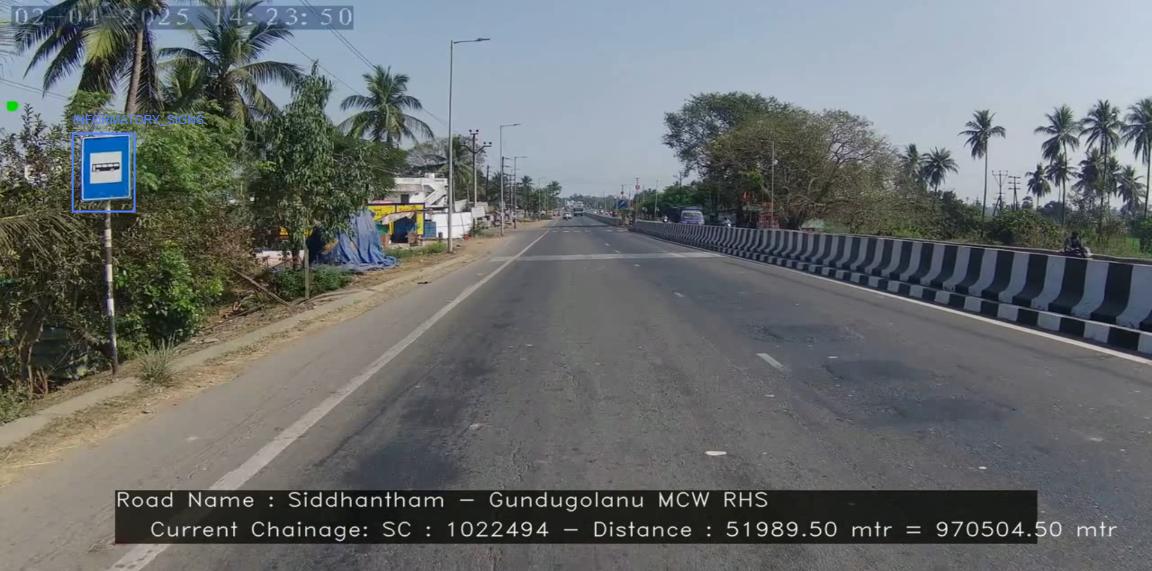 02-04-2025 14:23:50
INFORMATORY_SIGNS
Road Name : Siddhantham - Gundugolanu MCW RHS
Current Chainage: SC : 1022494 - Distance : 51989.50 mtr = 970504.50 mtr